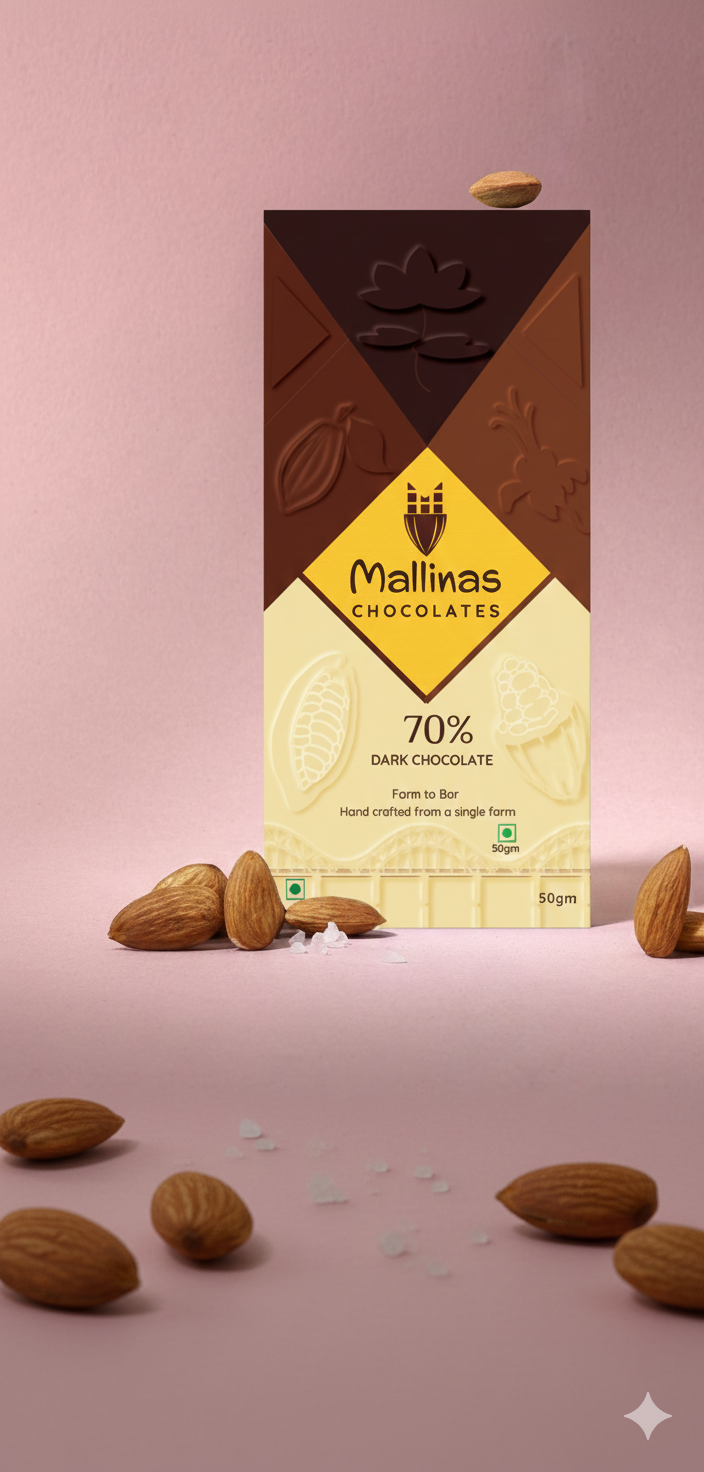 Mallinas
CHOCOLATES
70%
DARK CHOCOLATE
Form to Bor
Hand crafted from a single farm
50gm
50gm